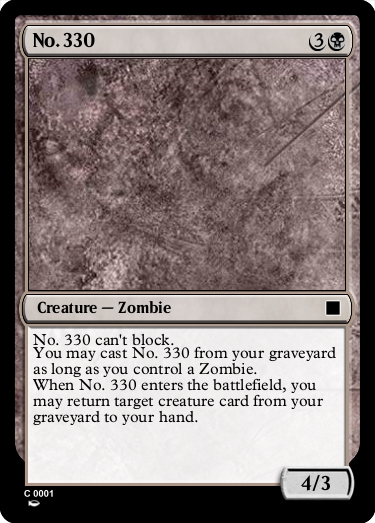 No. 330 3
Creature — Zombie
No. 330 can't block.
You may cast No. 330 from your graveyard
as long as you control a Zombie.
When No. 330 enters the battlefield, you
may return target creature card from your
graveyard to your hand.
4/3
C 0001